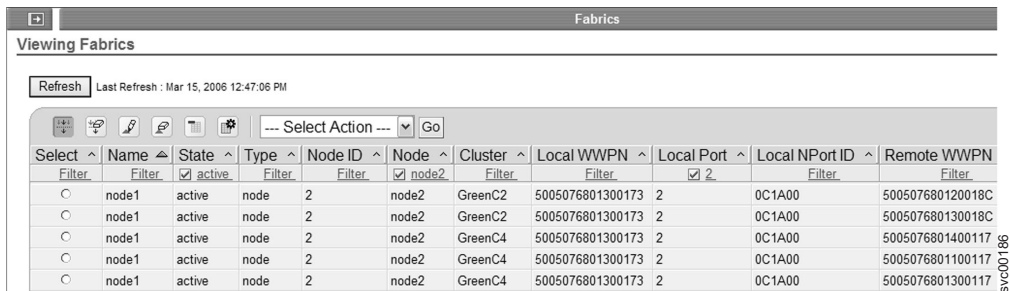 Fabrics
Viewing Fabrics
Refresh Last Refresh : Mar 15, 2006 12:47:06 PM
--- Select Action --- Go
Select Name State Type Node ID Node Cluster Local WWPN Local Port Local NPort ID Remote WWPN
Filter Filter active Filter Filter node2 Filter Filter 2 Filter Filter
node1 active node 2 node2 GreenC2 5005076801300173 2 0C1A00 500507680120018C
node1 active node 2 node2 GreenC2 5005076801300173 2 0C1A00 500507680130018C
node1 active node 2 node2 GreenC4 5005076801300173 2 0C1A00 5005076801400117
node1 active node 2 node2 GreenC4 5005076801300173 2 0C1A00 5005076801100117
node1 active node 2 node2 GreenC4 5005076801300173 2 0C1A00 5005076801300117
svc00186